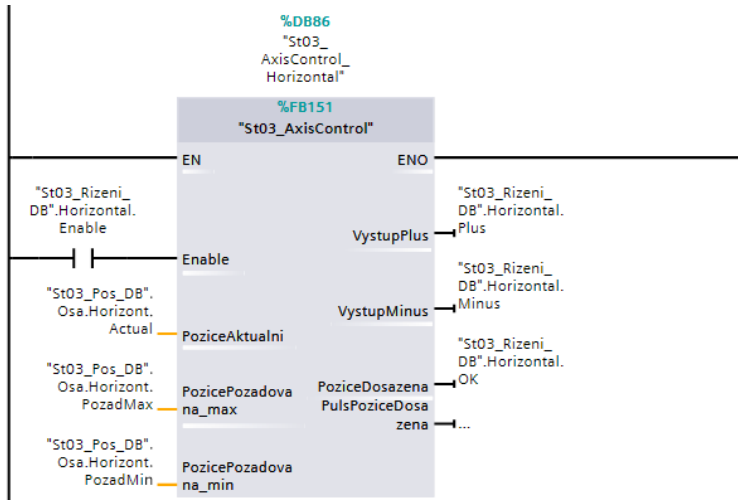 %DB86
"St03_
AxisControl_
Horizontal"
%FB151
"St03_AxisControl"
EN
ENO
"St03_Rizeni_
DB".Horizontal.
Enable
Enable
"St03_Rizeni_
DB".Horizontal.
Plus
VystupPlus
"St03_Rizeni_
DB".Horizontal.
Minus
VystupMinus
"St03_Pos_DB".
Osa.Horizont.
Actual
PoziceAktualni
"St03_Rizeni_
DB".Horizontal.
OK
PoziceDosazena
"St03_Pos_DB".
Osa.Horizont.
PozadMax
PozicePozadova
na_max
PulsPoziceDosa
zena
...
"St03_Pos_DB".
Osa.Horizont.
PozadMin
PozicePozadova
na_min